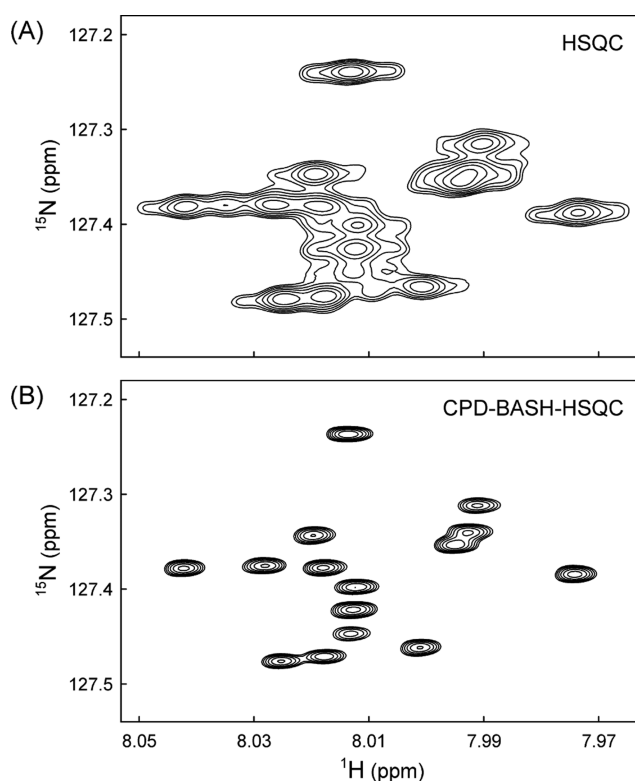 (A)
HSQC
127.2
127.3
127.4
127.5
¹⁵N (ppm)
(B)
CPD-BASH-HSQC
127.2
127.3
127.4
127.5
¹⁵N (ppm)
8.05 8.03 8.01 7.99 7.97
¹H (ppm)